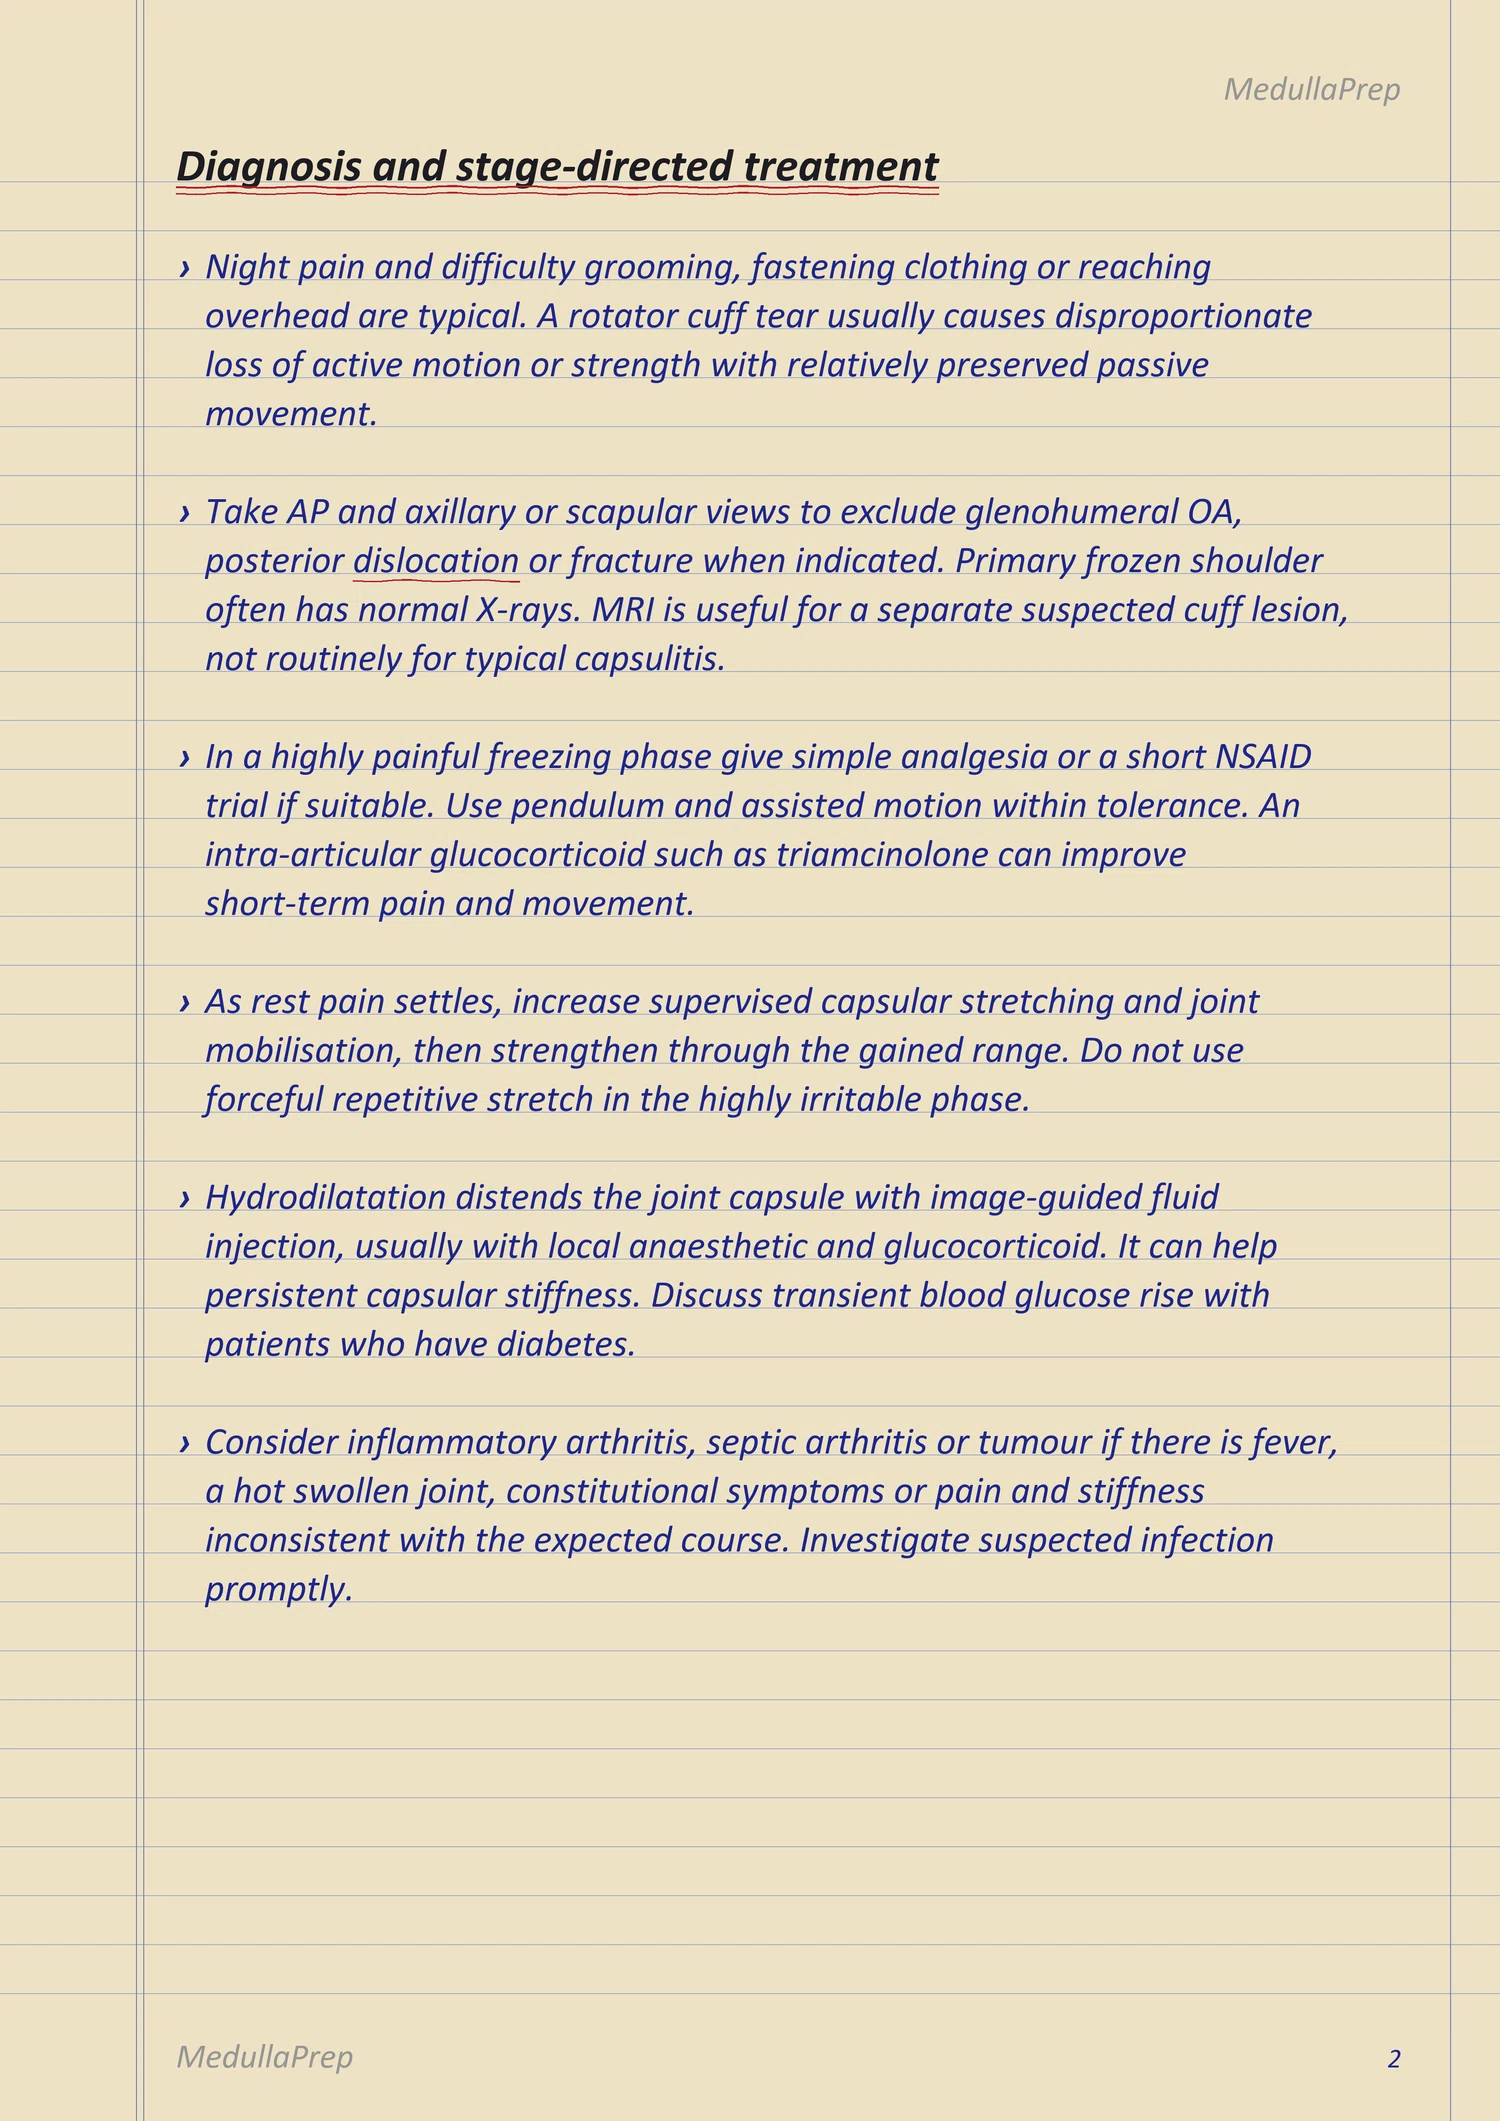 MedullaPrep
Diagnosis and stage-directed treatment
› Night pain and difficulty grooming, fastening clothing or reaching
overhead are typical. A rotator cuff tear usually causes disproportionate
loss of active motion or strength with relatively preserved passive
movement.
› Take AP and axillary or scapular views to exclude glenohumeral OA,
posterior dislocation or fracture when indicated. Primary frozen shoulder
often has normal X-rays. MRI is useful for a separate suspected cuff lesion,
not routinely for typical capsulitis.
› In a highly painful freezing phase give simple analgesia or a short NSAID
trial if suitable. Use pendulum and assisted motion within tolerance. An
intra-articular glucocorticoid such as triamcinolone can improve
short-term pain and movement.
› As rest pain settles, increase supervised capsular stretching and joint
mobilisation, then strengthen through the gained range. Do not use
forceful repetitive stretch in the highly irritable phase.
› Hydrodilatation distends the joint capsule with image-guided fluid
injection, usually with local anaesthetic and glucocorticoid. It can help
persistent capsular stiffness. Discuss transient blood glucose rise with
patients who have diabetes.
› Consider inflammatory arthritis, septic arthritis or tumour if there is fever,
a hot swollen joint, constitutional symptoms or pain and stiffness
inconsistent with the expected course. Investigate suspected infection
promptly.
MedullaPrep
2